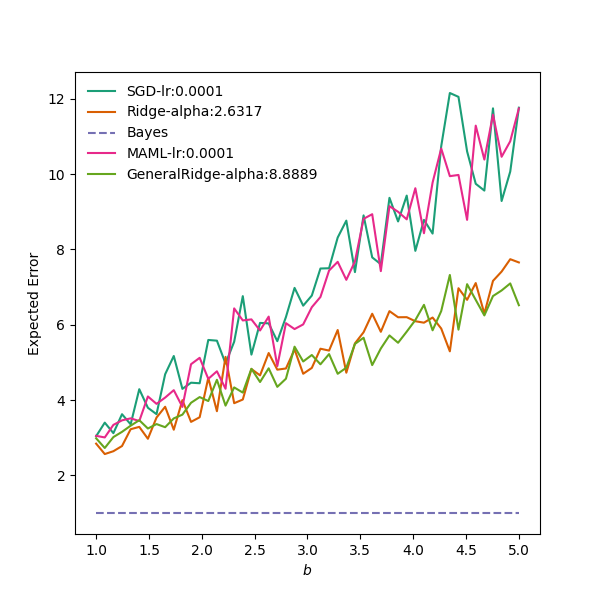 SGD-lr:0.0001
Ridge-alpha:2.6317
Bayes
MAML-lr:0.0001
GeneralRidge-alpha:8.8889
Expected Error
12
10
8
6
4
2
1.0 1.5 2.0 2.5 3.0 3.5 4.0 4.5 5.0
b